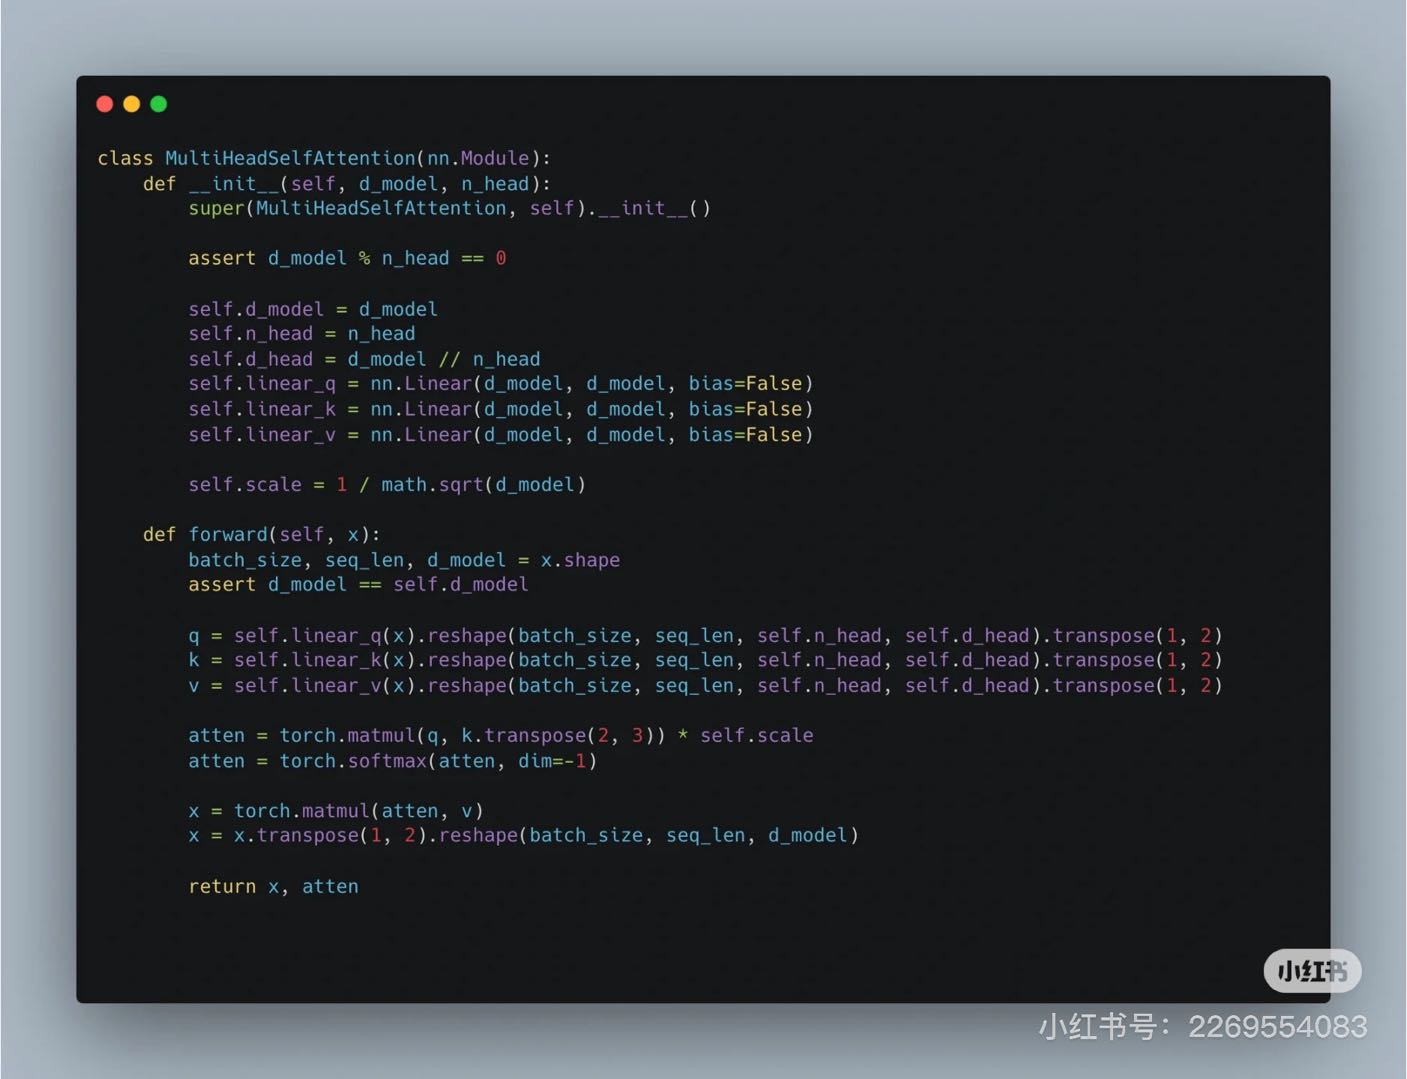 class MultiHeadSelfAttention(nn.Module):
    def __init__(self, d_model, n_head):
        super(MultiHeadSelfAttention, self).__init__()

        assert d_model % n_head == 0

        self.d_model = d_model
        self.n_head = n_head
        self.d_head = d_model // n_head
        self.linear_q = nn.Linear(d_model, d_model, bias=False)
        self.linear_k = nn.Linear(d_model, d_model, bias=False)
        self.linear_v = nn.Linear(d_model, d_model, bias=False)

        self.scale = 1 / math.sqrt(d_model)

    def forward(self, x):
        batch_size, seq_len, d_model = x.shape
        assert d_model == self.d_model

        q = self.linear_q(x).reshape(batch_size, seq_len, self.n_head, self.d_head).transpose(1, 2)
        k = self.linear_k(x).reshape(batch_size, seq_len, self.n_head, self.d_head).transpose(1, 2)
        v = self.linear_v(x).reshape(batch_size, seq_len, self.n_head, self.d_head).transpose(1, 2)

        atten = torch.matmul(q, k.transpose(2, 3)) * self.scale
        atten = torch.softmax(atten, dim=-1)

        x = torch.matmul(atten, v)
        x = x.transpose(1, 2).reshape(batch_size, seq_len, d_model)

        return x, atten
小红书
小红书号：2269554083